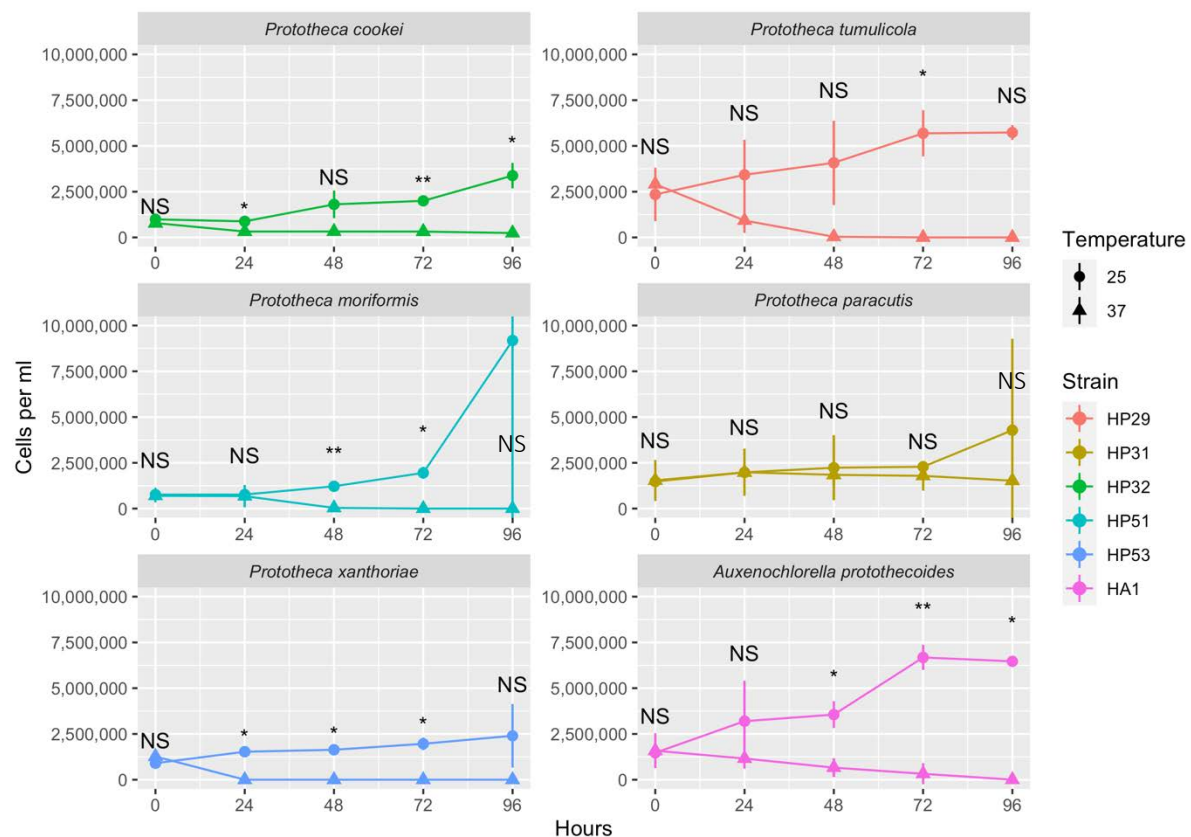 Prototheca cookei
Prototheca tumulicola
10,000,000
7,500,000
5,000,000
2,500,000
0
NS
*
NS
**
*
0 24 48 72 96
10,000,000
7,500,000
5,000,000
2,500,000
0
NS
NS
NS
*
NS
0 24 48 72 96
Prototheca moriformis
Prototheca paracutis
10,000,000
7,500,000
5,000,000
2,500,000
0
NS
NS
**
*
NS
0 24 48 72 96
10,000,000
7,500,000
5,000,000
2,500,000
0
NS
NS
NS
NS
NS
0 24 48 72 96
Prototheca xanthoriae
Auxenochlorella protothecoides
10,000,000
7,500,000
5,000,000
2,500,000
0
NS
*
*
*
NS
0 24 48 72 96
10,000,000
7,500,000
5,000,000
2,500,000
0
NS
NS
*
**
*
0 24 48 72 96
Cells per ml
Hours
Temperature
25
37
Strain
HP29
HP31
HP32
HP51
HP53
HA1